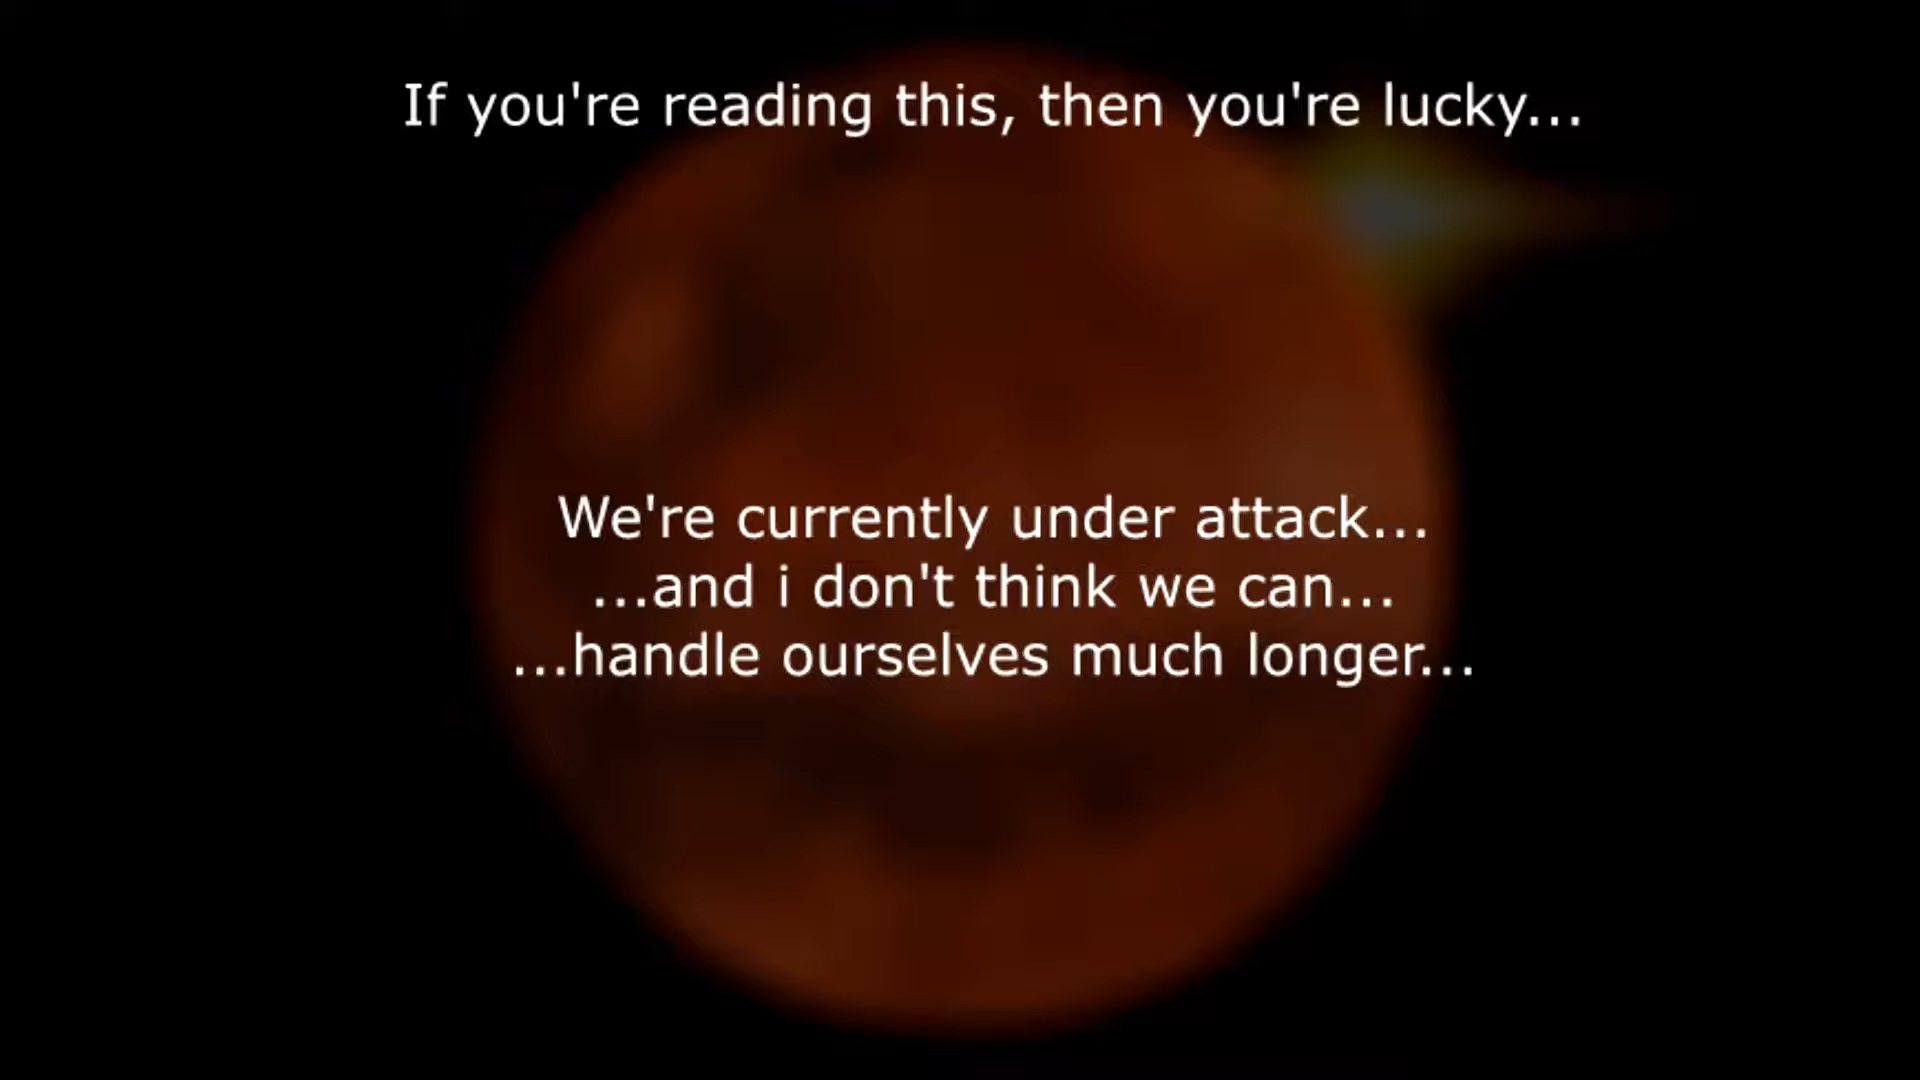 If you're reading this, then you're lucky...
We're currently under attack...
...and i don't think we can...
...handle ourselves much longer...